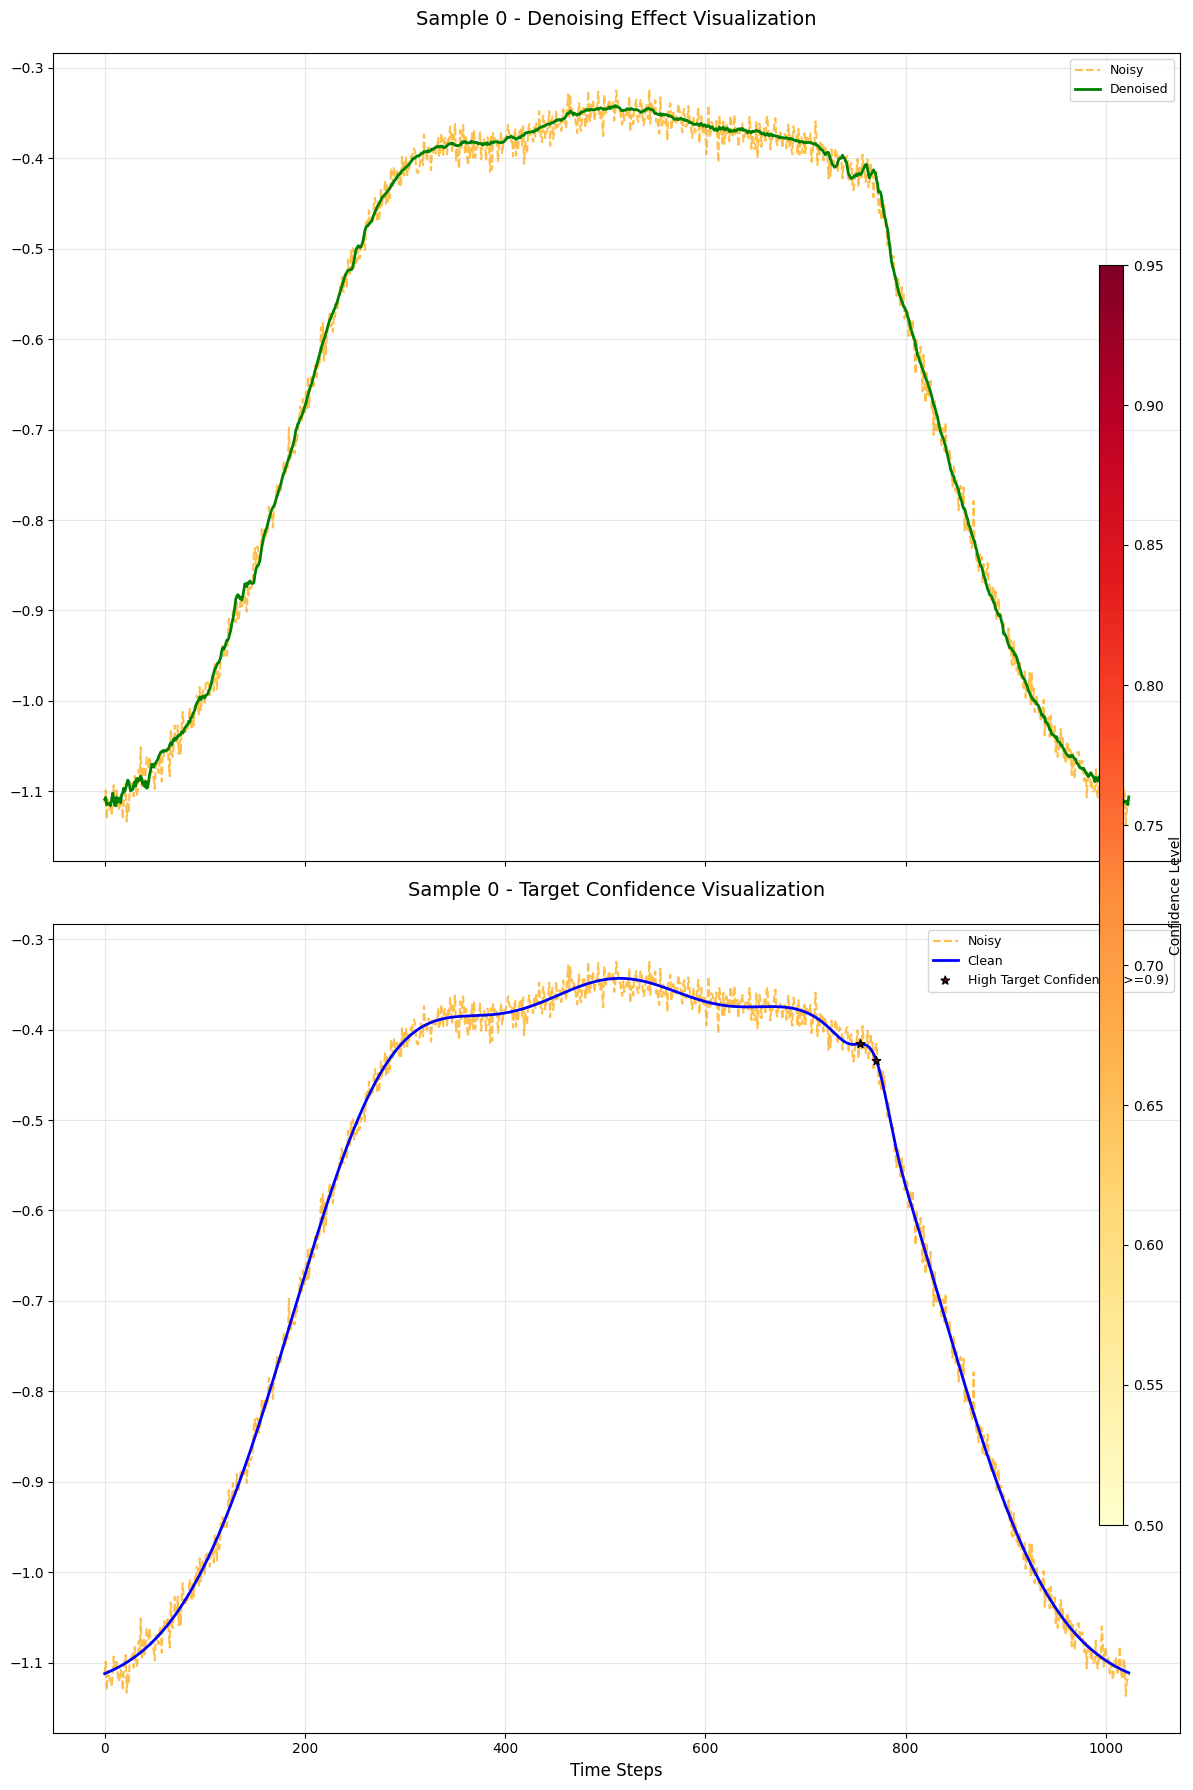 Sample 0 - Denoising Effect Visualization
Noisy
Denoised
−0.3
−0.4
−0.5
−0.6
−0.7
−0.8
−0.9
−1.0
−1.1
0.95
0.90
0.85
0.80
0.75
0.70
0.65
0.60
0.55
0.50
Confidence Level
Sample 0 - Target Confidence Visualization
Noisy
Clean
High Target Confiden >=0.9)
−0.3
−0.4
−0.5
−0.6
−0.7
−0.8
−0.9
−1.0
−1.1
0 200 400 600 800 1000
Time Steps